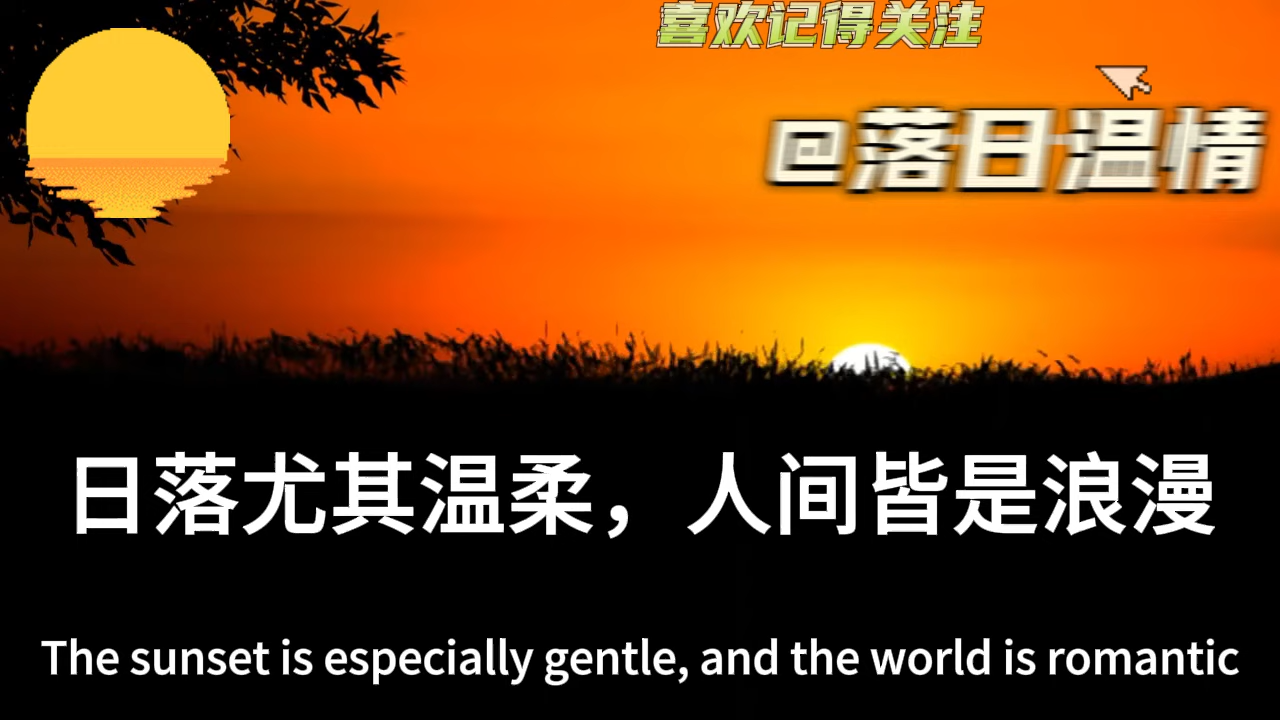 喜欢记得关注
@落日温情
日落尤其温柔，人间皆是浪漫
The sunset is especially gentle, and the world is romantic